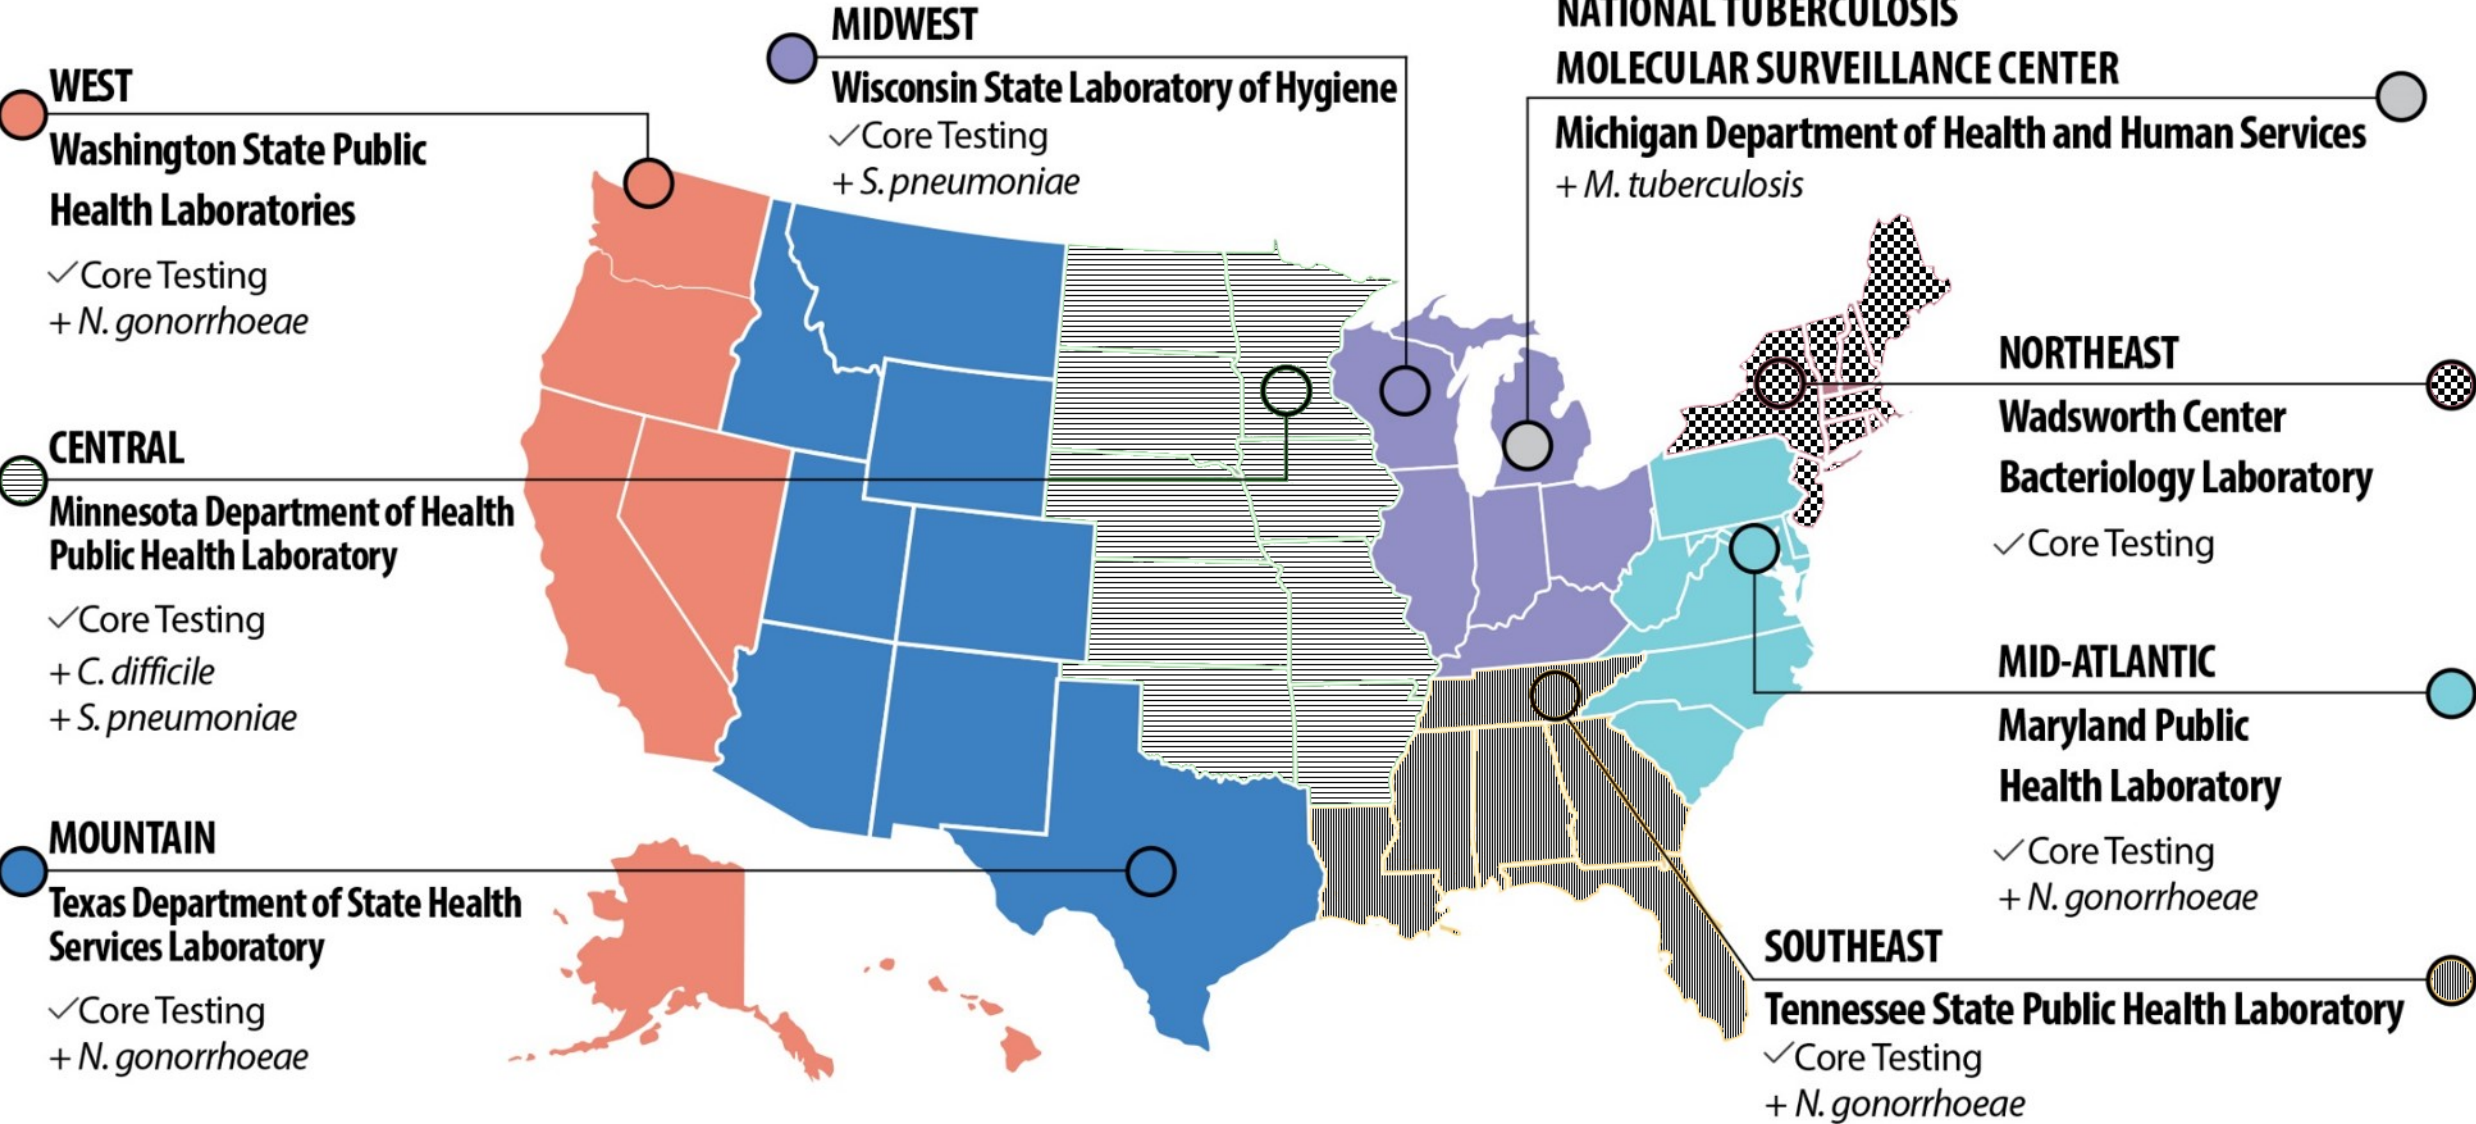 WEST
Washington State Public
Health Laboratories
✓Core Testing
+ N. gonorrhoeae
CENTRAL
Minnesota Department of Health
Public Health Laboratory
✓Core Testing
+ C. difficile
+ S. pneumoniae
MOUNTAIN
Texas Department of State Health
Services Laboratory
✓Core Testing
+ N. gonorrhoeae
MIDWEST
Wisconsin State Laboratory of Hygiene
✓Core Testing
+ S. pneumoniae
NATIONAL TUBERCULOSIS
MOLECULAR SURVEILLANCE CENTER
Michigan Department of Health and Human Services
+ M. tuberculosis
NORTHEAST
Wadsworth Center
Bacteriology Laboratory
✓Core Testing
MID-ATLANTIC
Maryland Public
Health Laboratory
✓Core Testing
+ N. gonorrhoeae
SOUTHEAST
Tennessee State Public Health Laboratory
✓Core Testing
+ N. gonorrhoeae